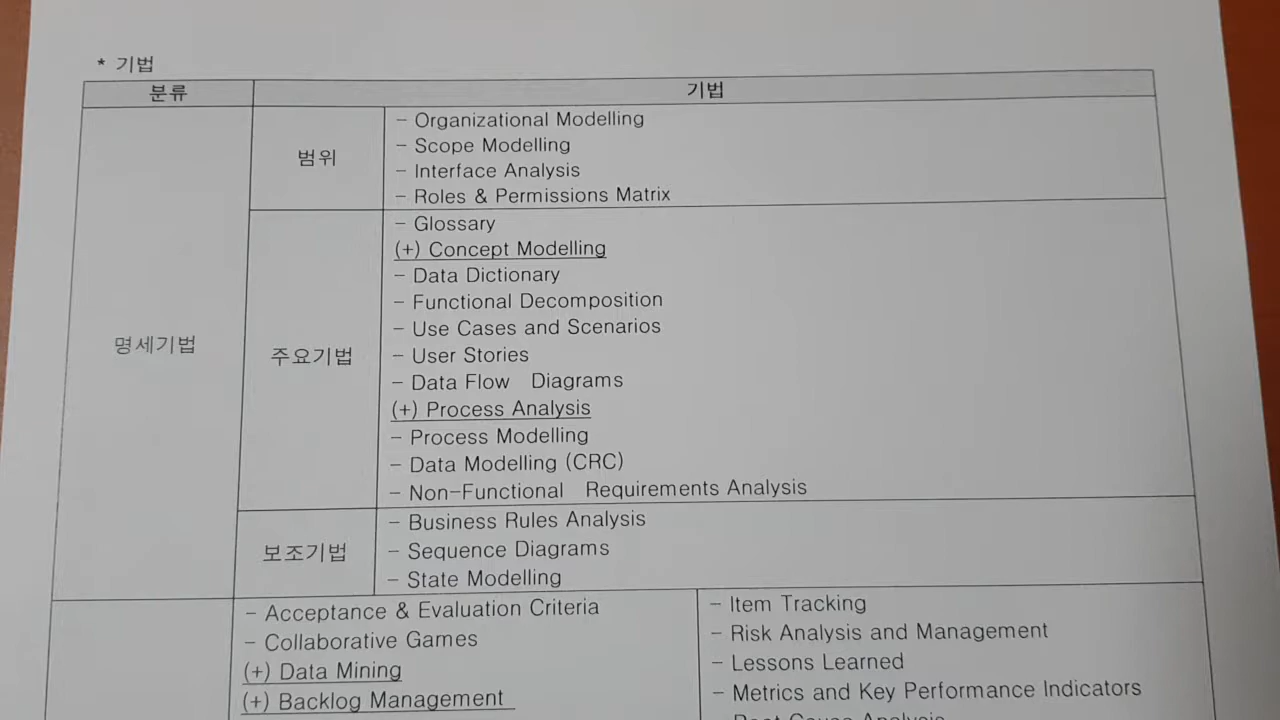 * 기법
분류 기법
명세기법
범위
- Organizational Modelling
- Scope Modelling
- Interface Analysis
- Roles & Permissions Matrix
주요기법
- Glossary
(+) Concept Modelling
- Data Dictionary
- Functional Decomposition
- Use Cases and Scenarios
- User Stories
- Data Flow Diagrams
(+) Process Analysis
- Process Modelling
- Data Modelling (CRC)
- Non-Functional Requirements Analysis
보조기법
- Business Rules Analysis
- Sequence Diagrams
- State Modelling
- Acceptance & Evaluation Criteria
- Collaborative Games
(+) Data Mining
(+) Backlog Management
- Item Tracking
- Risk Analysis and Management
- Lessons Learned
- Metrics and Key Performance Indicators
- Root Cause Analysis